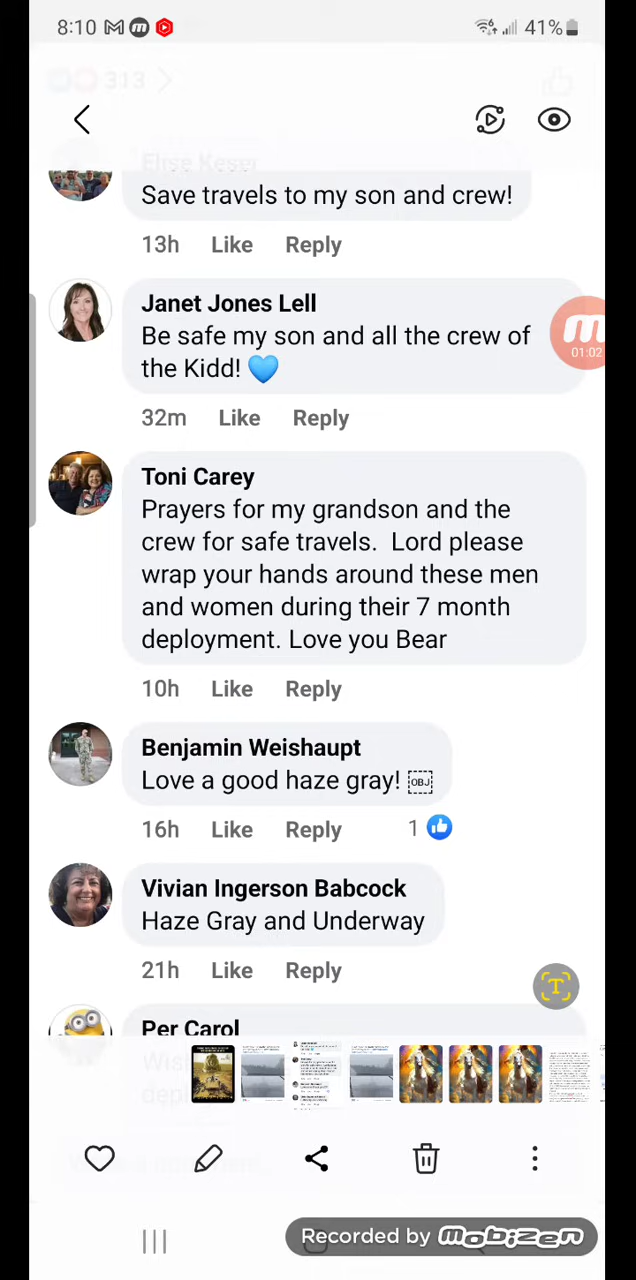 8:10
41%
313
Elise Keser
Save travels to my son and crew!
13h Like Reply
Janet Jones Lell
Be safe my son and all the crew of
the Kidd! 💙
01:02
32m Like Reply
Toni Carey
Prayers for my grandson and the
crew for safe travels. Lord please
wrap your hands around these men
and women during their 7 month
deployment. Love you Bear
10h Like Reply
Benjamin Weishaupt
Love a good haze gray! OBJ
16h Like Reply 1
Vivian Ingerson Babcock
Haze Gray and Underway
21h Like Reply
T
Per Carol
Recorded by mobizen